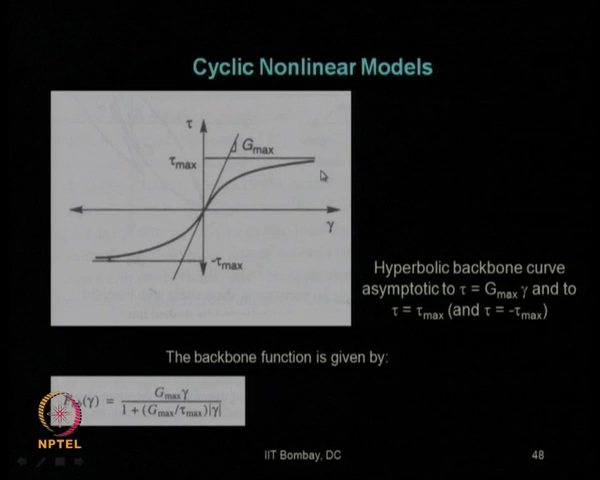 Cyclic Nonlinear Models
τ
G_max
τ_max
γ
-τ_max
Hyperbolic backbone curve
asymptotic to τ = G_max γ and to
τ = τ_max (and τ = -τ_max)
The backbone function is given by:
(γ) = G_maxγ / 1 + (G_max/τ_max)|γ|
NPTEL
IIT Bombay, DC
48